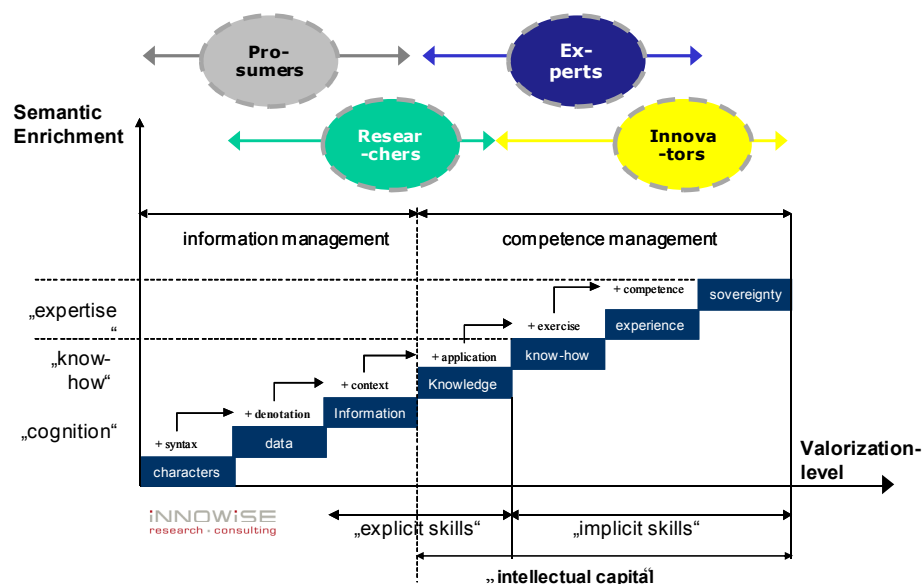 Pro-
sumers
Ex-
perts
Semantic
Enrichment
Resear
-chers
Innova
-tors
information management
competence management
„expertise
“
+ competence
sovereignty
+ exercise
experience
„know-
how“
+ application
know-how
+ context
Knowledge
„cognition“
+ denotation
Information
+ syntax
data
characters
Valorization-
level
iNNOWiSE
research - consulting
„explicit skills“
„implicit skills“
„intellectual capital“